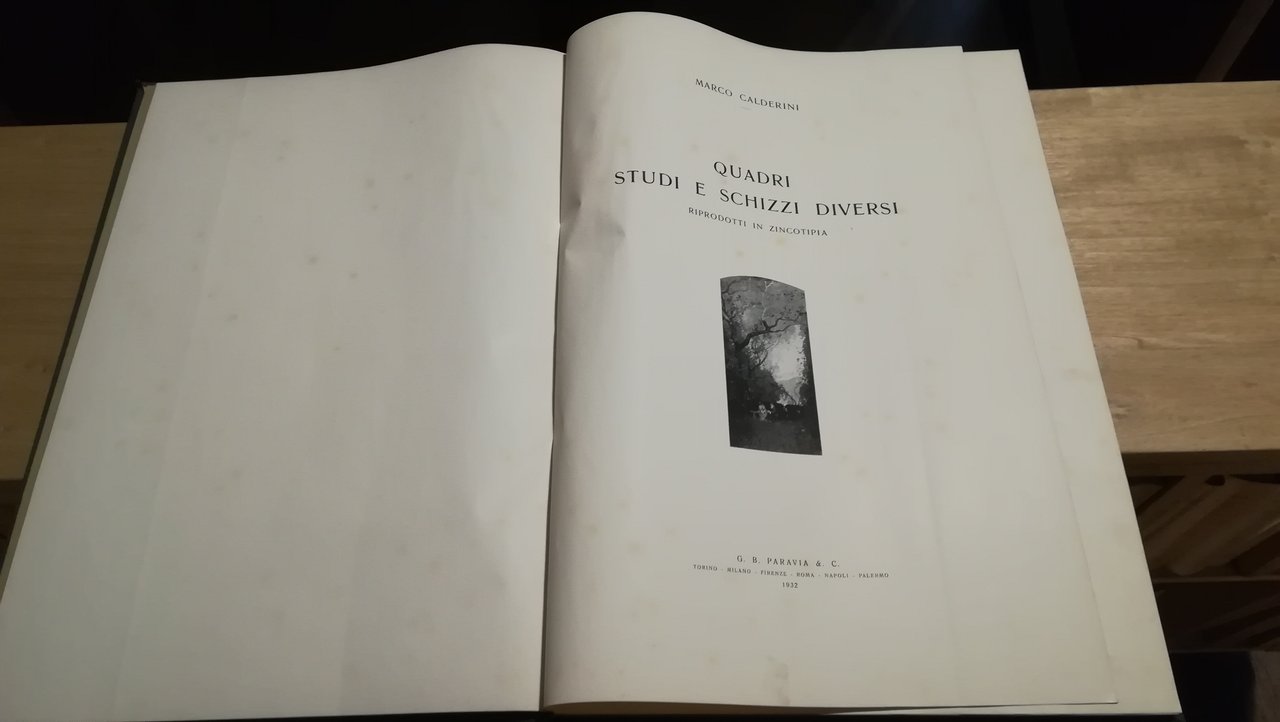 MARCO CALDERINI
QUADRI
STUDI E SCHIZZI DIVERSI
RIPRODOTTI IN ZINCOTIPIA
G. B. PARAVIA & C.
TORINO - MILANO - FIRENZE - ROMA - NAPOLI - PALERMO
1932